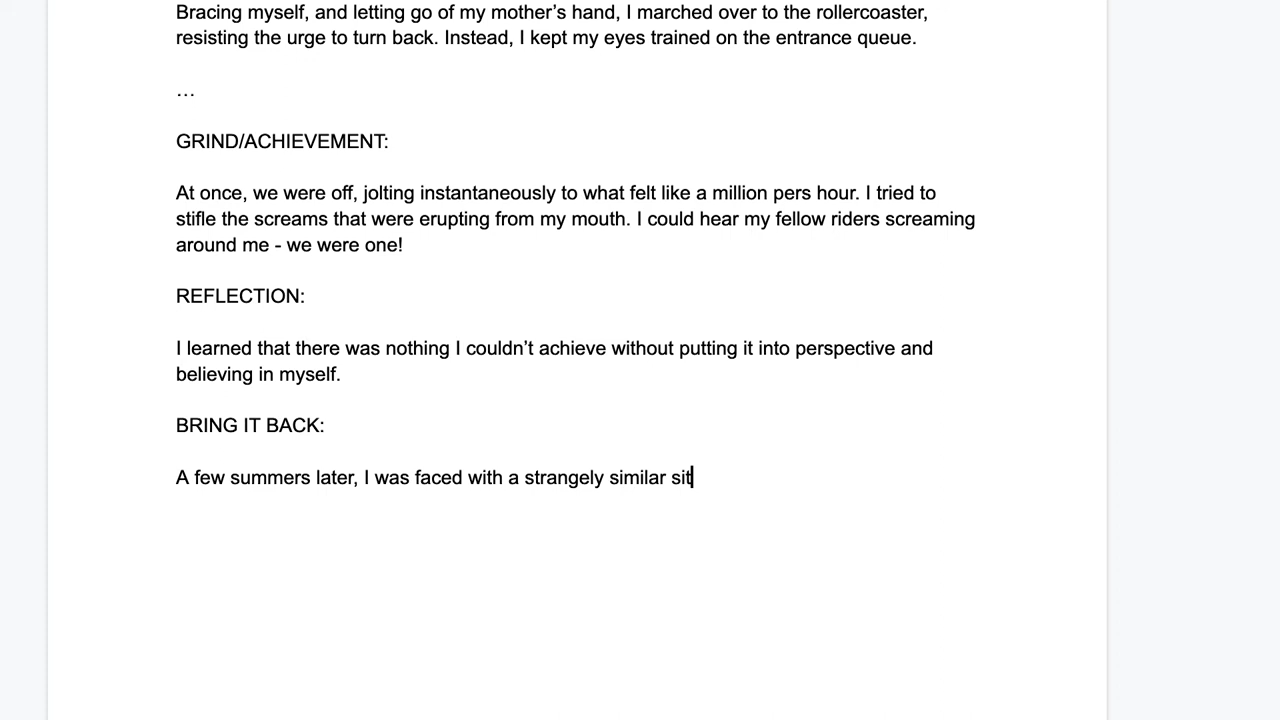 Bracing myself, and letting go of my mother’s hand, I marched over to the rollercoaster,
resisting the urge to turn back. Instead, I kept my eyes trained on the entrance queue.
…
GRIND/ACHIEVEMENT:
At once, we were off, jolting instantaneously to what felt like a million pers hour. I tried to
stifle the screams that were erupting from my mouth. I could hear my fellow riders screaming
around me - we were one!
REFLECTION:
I learned that there was nothing I couldn’t achieve without putting it into perspective and
believing in myself.
BRING IT BACK:
A few summers later, I was faced with a strangely similar sit